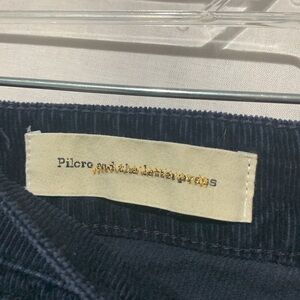 Pilcro and the letterpress